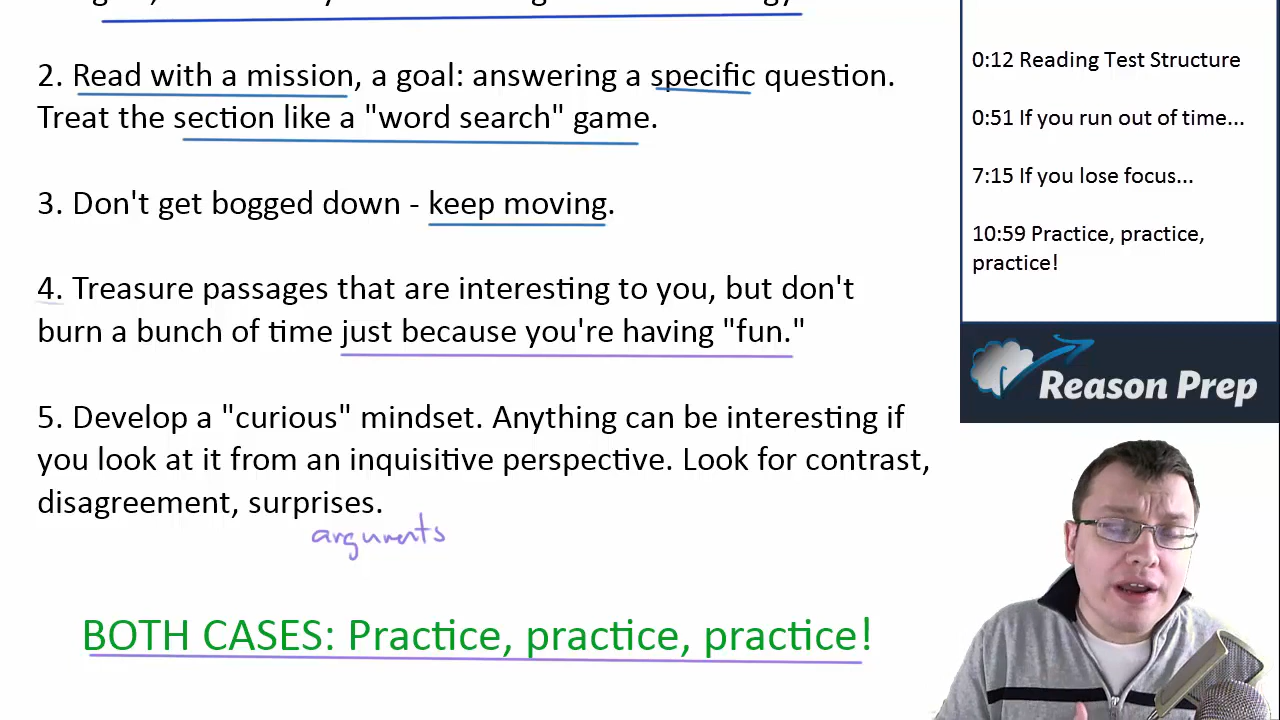 2. Read with a mission, a goal: answering a specific question.
Treat the section like a "word search" game.
3. Don't get bogged down - keep moving.
4. Treasure passages that are interesting to you, but don't
burn a bunch of time just because you're having "fun."
5. Develop a "curious" mindset. Anything can be interesting if
you look at it from an inquisitive perspective. Look for contrast,
disagreement, surprises.
arguments
BOTH CASES: Practice, practice, practice!
0:12 Reading Test Structure
0:51 If you run out of time...
7:15 If you lose focus...
10:59 Practice, practice,
practice!
Reason Prep